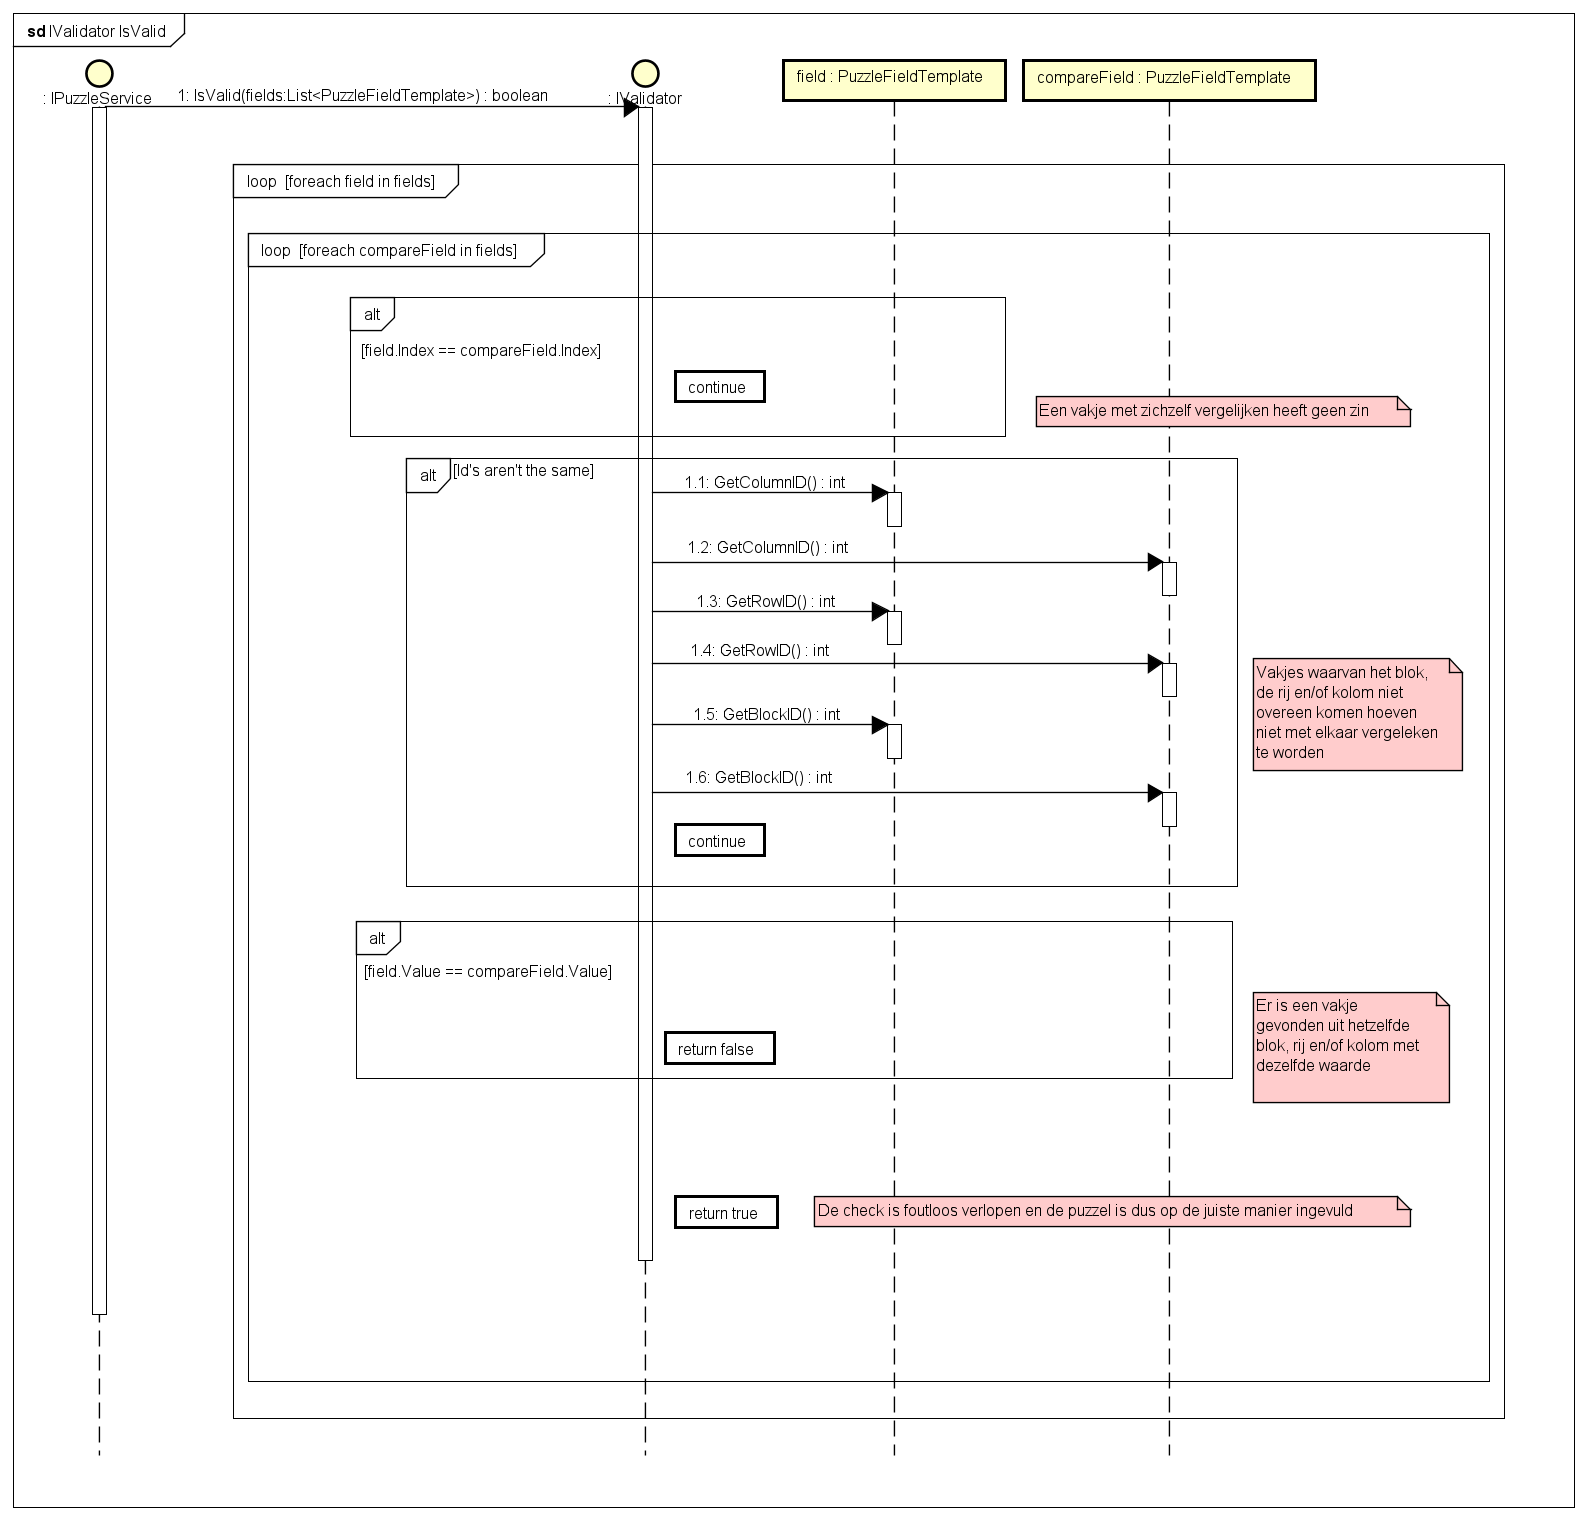 sd IValidator IsValid
: IPuzzleService
1: IsValid(fields:List<PuzzleFieldTemplate>) : boolean
: IValidator
field : PuzzleFieldTemplate
compareField : PuzzleFieldTemplate
loop [foreach field in fields]
loop [foreach compareField in fields]
alt
[field.Index == compareField.Index]
continue
Een vakje met zichzelf vergelijken heeft geen zin
alt
[Id's aren't the same]
1.1: GetColumnID() : int
1.2: GetColumnID() : int
1.3: GetRowID() : int
1.4: GetRowID() : int
1.5: GetBlockID() : int
1.6: GetBlockID() : int
Vakjes waarvan het blok,
de rij en/of kolom niet
overeen komen hoeven
niet met elkaar vergeleken
te worden
continue
alt
[field.Value == compareField.Value]
return false
Er is een vakje
gevonden uit hetzelfde
blok, rij en/of kolom met
dezelfde waarde
return true
De check is foutloos verlopen en de puzzel is dus op de juiste manier ingevuld